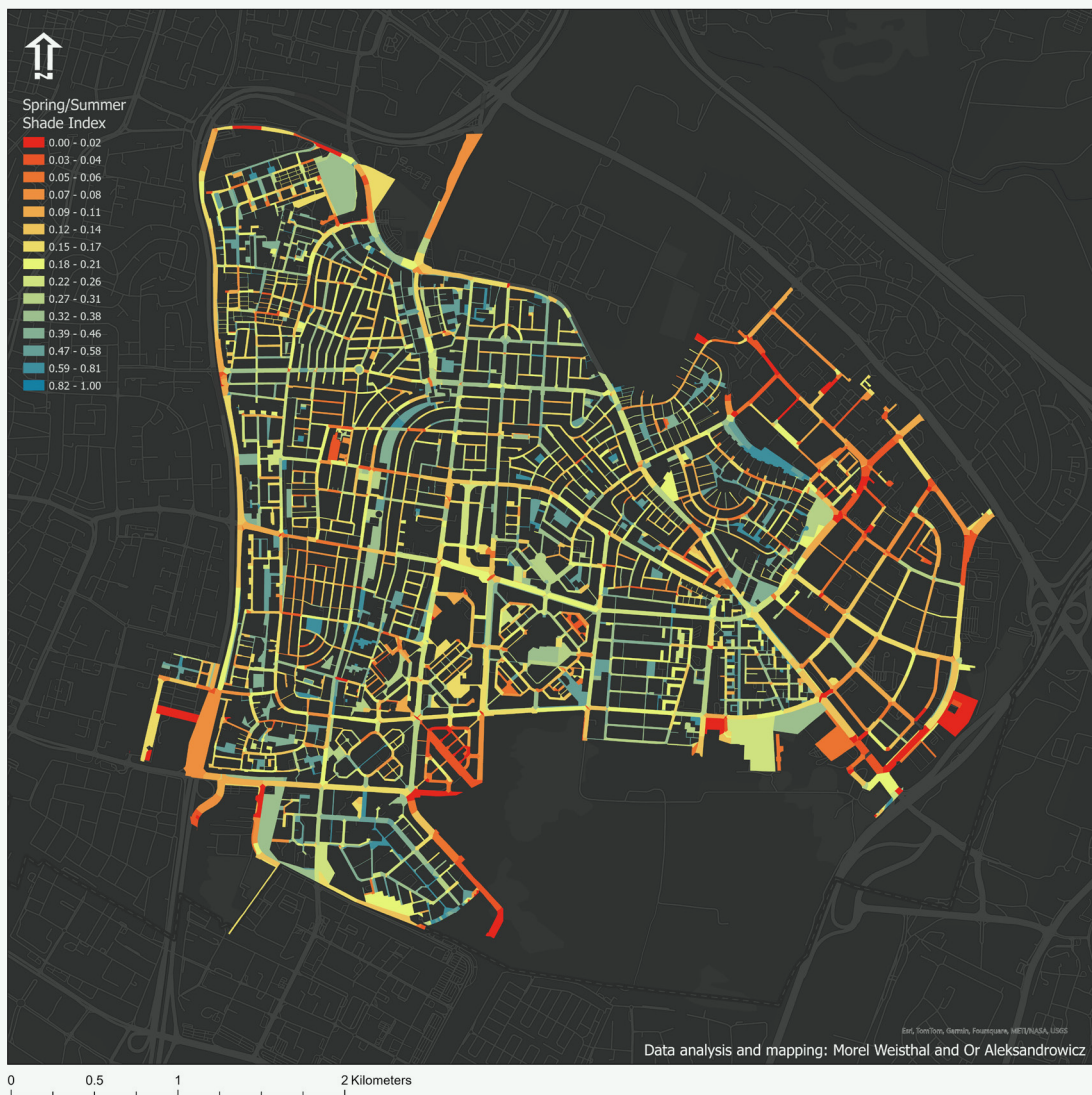 N
Spring/Summer
Shade Index
0.00 - 0.02
0.03 - 0.04
0.05 - 0.06
0.07 - 0.08
0.09 - 0.11
0.12 - 0.14
0.15 - 0.17
0.18 - 0.21
0.22 - 0.26
0.27 - 0.31
0.32 - 0.38
0.39 - 0.46
0.47 - 0.58
0.59 - 0.81
0.82 - 1.00
Esri, TomTom, Garmin, Foursquare, METI/NASA, USGS
Data analysis and mapping: Morel Weisthal and Or Aleksandrowicz
0 0.5 1 2 Kilometers